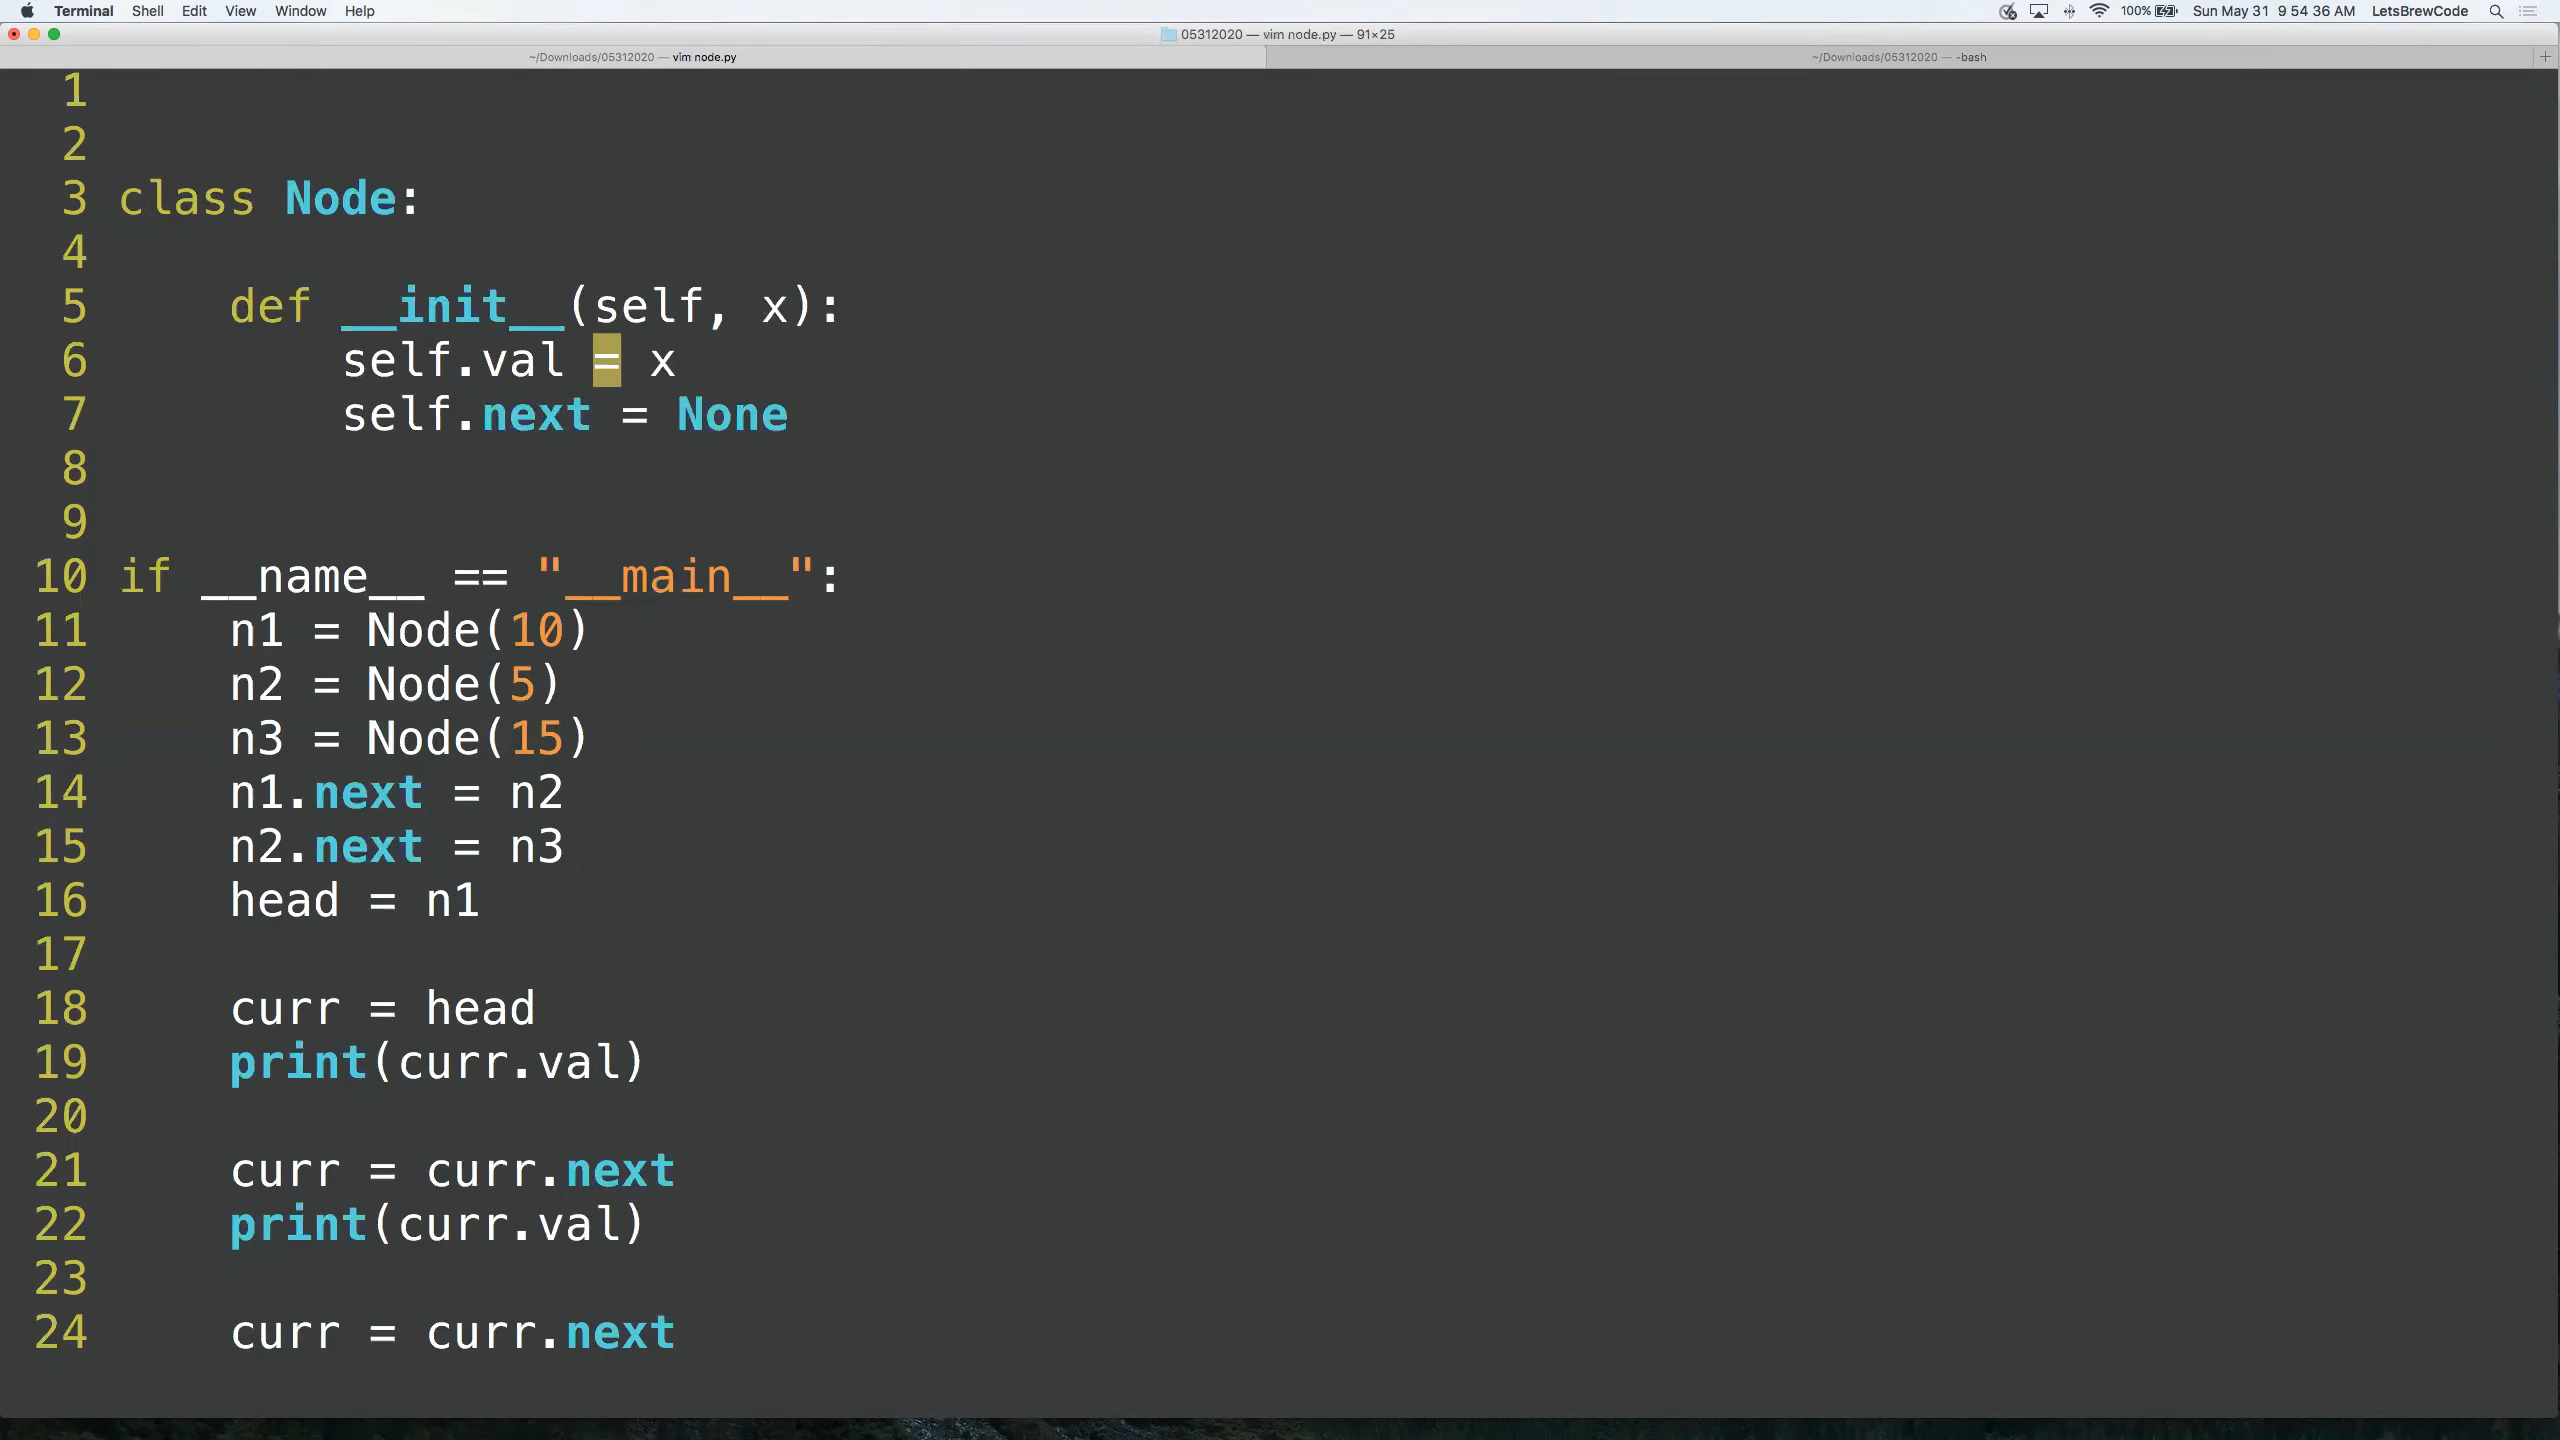 Terminal Shell Edit View Window Help 100% Sun May 31 9 54 36 AM LetsBrewCode
05312020 — vim node.py — 91×25
~/Downloads/05312020 — vim node.py ~/Downloads/05312020 — -bash +
1
2
3 class Node:
4
5     def __init__(self, x):
6         self.val = x
7         self.next = None
8
9
10 if __name__ == "__main__":
11     n1 = Node(10)
12     n2 = Node(5)
13     n3 = Node(15)
14     n1.next = n2
15     n2.next = n3
16     head = n1
17
18     curr = head
19     print(curr.val)
20
21     curr = curr.next
22     print(curr.val)
23
24     curr = curr.next